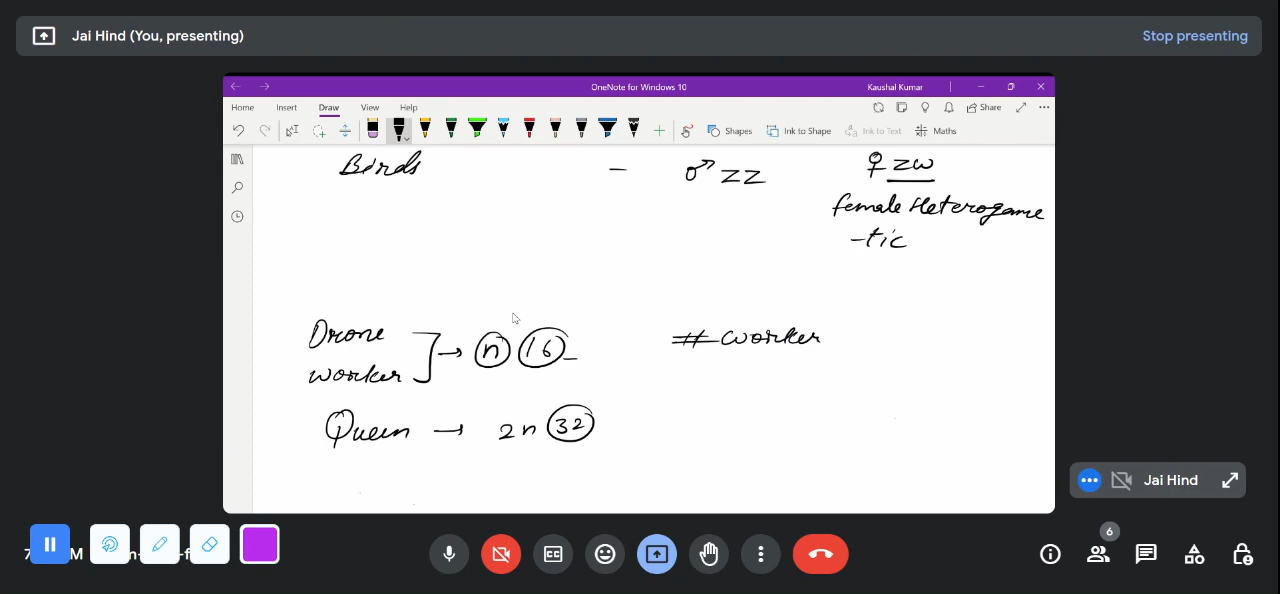 Jai Hind (You, presenting)
Stop presenting
OneNote for Windows 10
Kaushal Kumar
Home Insert Draw View Help
Share
Shapes Ink to Shape Ink to Text Maths
Birds - ♂ ZZ ♀ ZW
female Heterogame
-tic
Drone
worker
→ n 16
# worker
Queen → 2n 32
Jai Hind
6